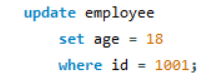 update employee
set age = 18
where id = 1001;